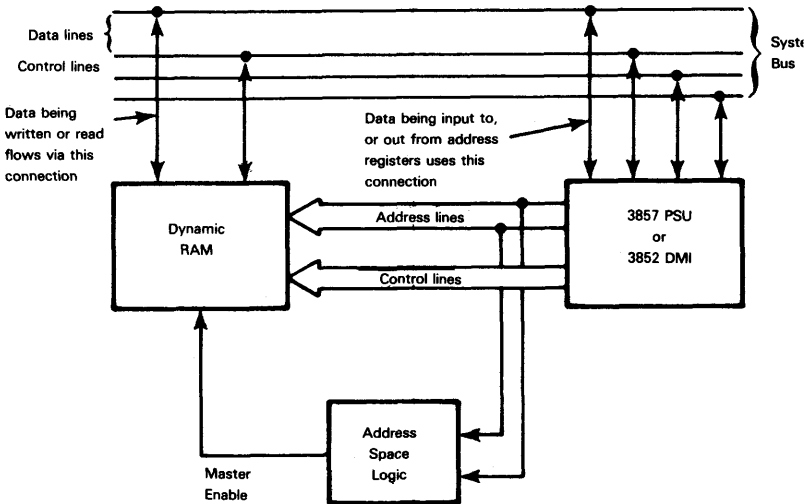 Data lines
Control lines
Bus
Data being
written or read
flows via this
connection
Data being input to,
or out from address
registers uses this
connection
Dynamic
RAM
Address lines
Control lines
3857 PSU
or
3852 DMI
Address
Space
Logic
Master
Enable